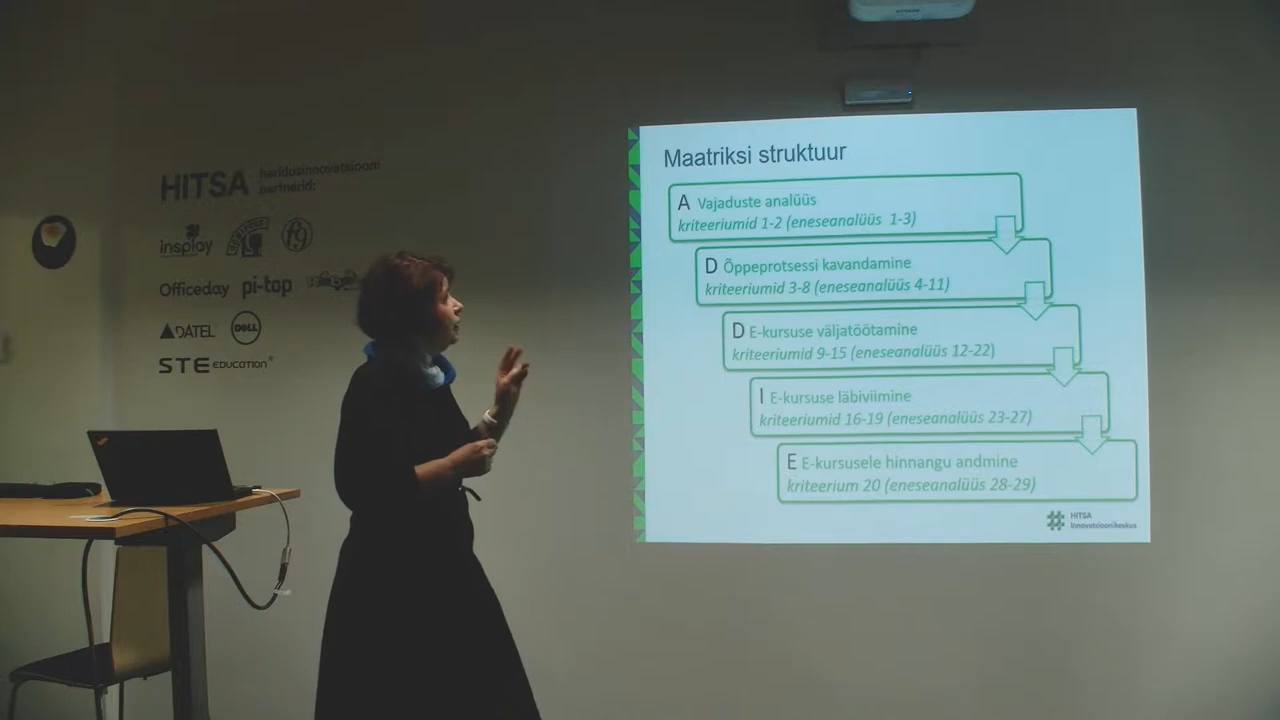 HITSA haridusinnovatsiooni
partnerid:
insplay
Officeday pi-top
DATEL DELL
STE EDUCATION
Maatriksi struktuur
A Vajaduste analüüs
kriteeriumid 1-2 (eneseanalüüs 1-3)
D Õppeprotsessi kavandamine
kriteeriumid 3-8 (eneseanalüüs 4-11)
D E-kursuse väljatöötamine
kriteeriumid 9-15 (eneseanalüüs 12-22)
I E-kursuse läbiviimine
kriteeriumid 16-19 (eneseanalüüs 23-27)
E E-kursusele hinnangu andmine
kriteerium 20 (eneseanalüüs 28-29)
HITSA
Innovatsioonikeskus